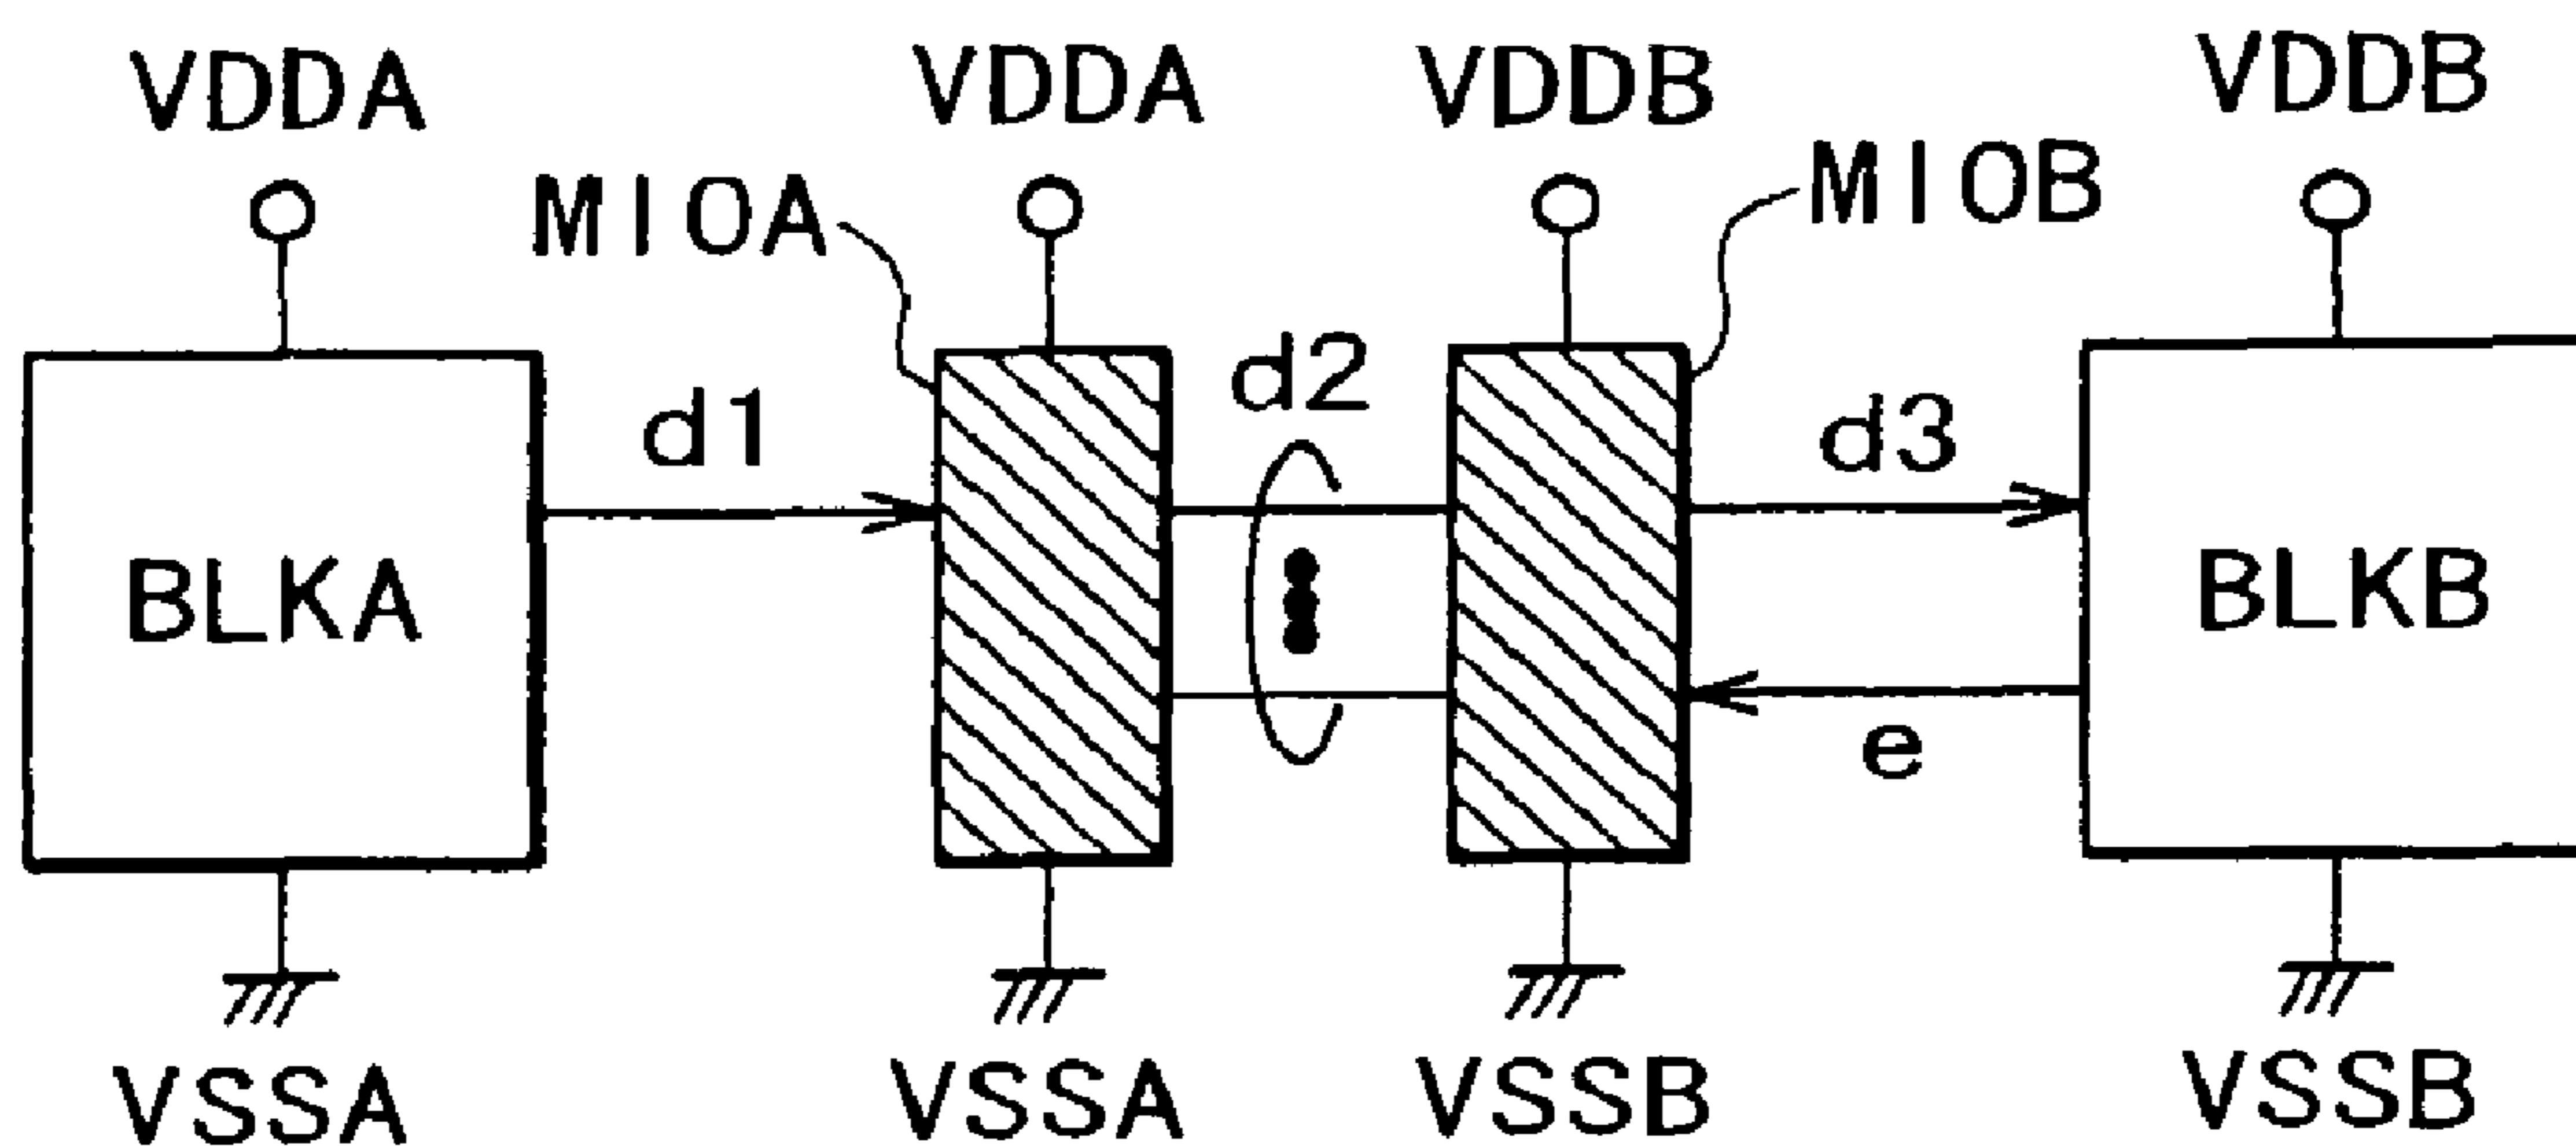 VDDA VDDA VDDB VDDB
MIOA MIOB
d1 d2 d3
BLKA BLKB
e
VSSA VSSA VSSB VSSB